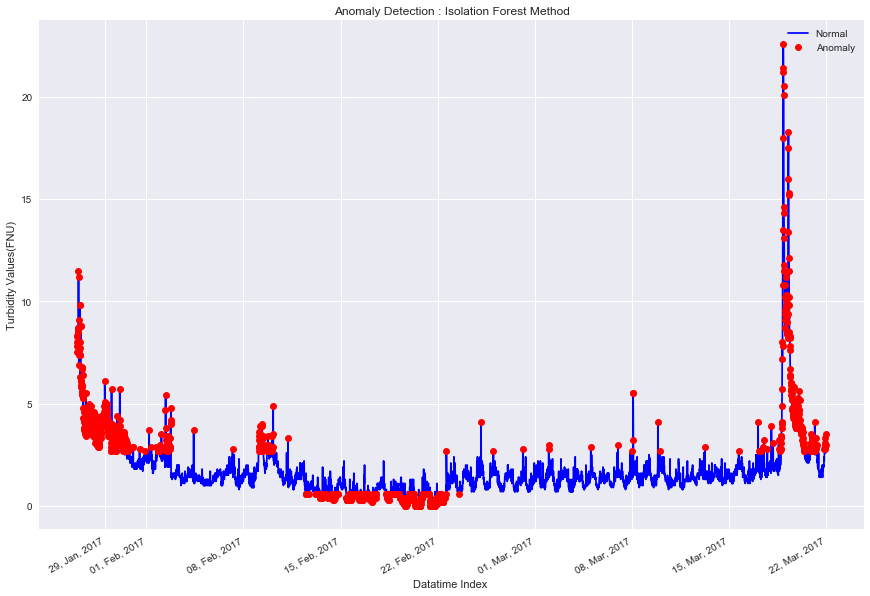 Anomaly Detection : Isolation Forest Method
Normal
Anomaly
Turbidity Values(FNU)
20
15
10
5
0
29, Jan, 2017
01, Feb, 2017
08, Feb, 2017
15, Feb, 2017
22, Feb, 2017
01, Mar, 2017
08, Mar, 2017
15, Mar, 2017
22, Mar, 2017
Datatime Index